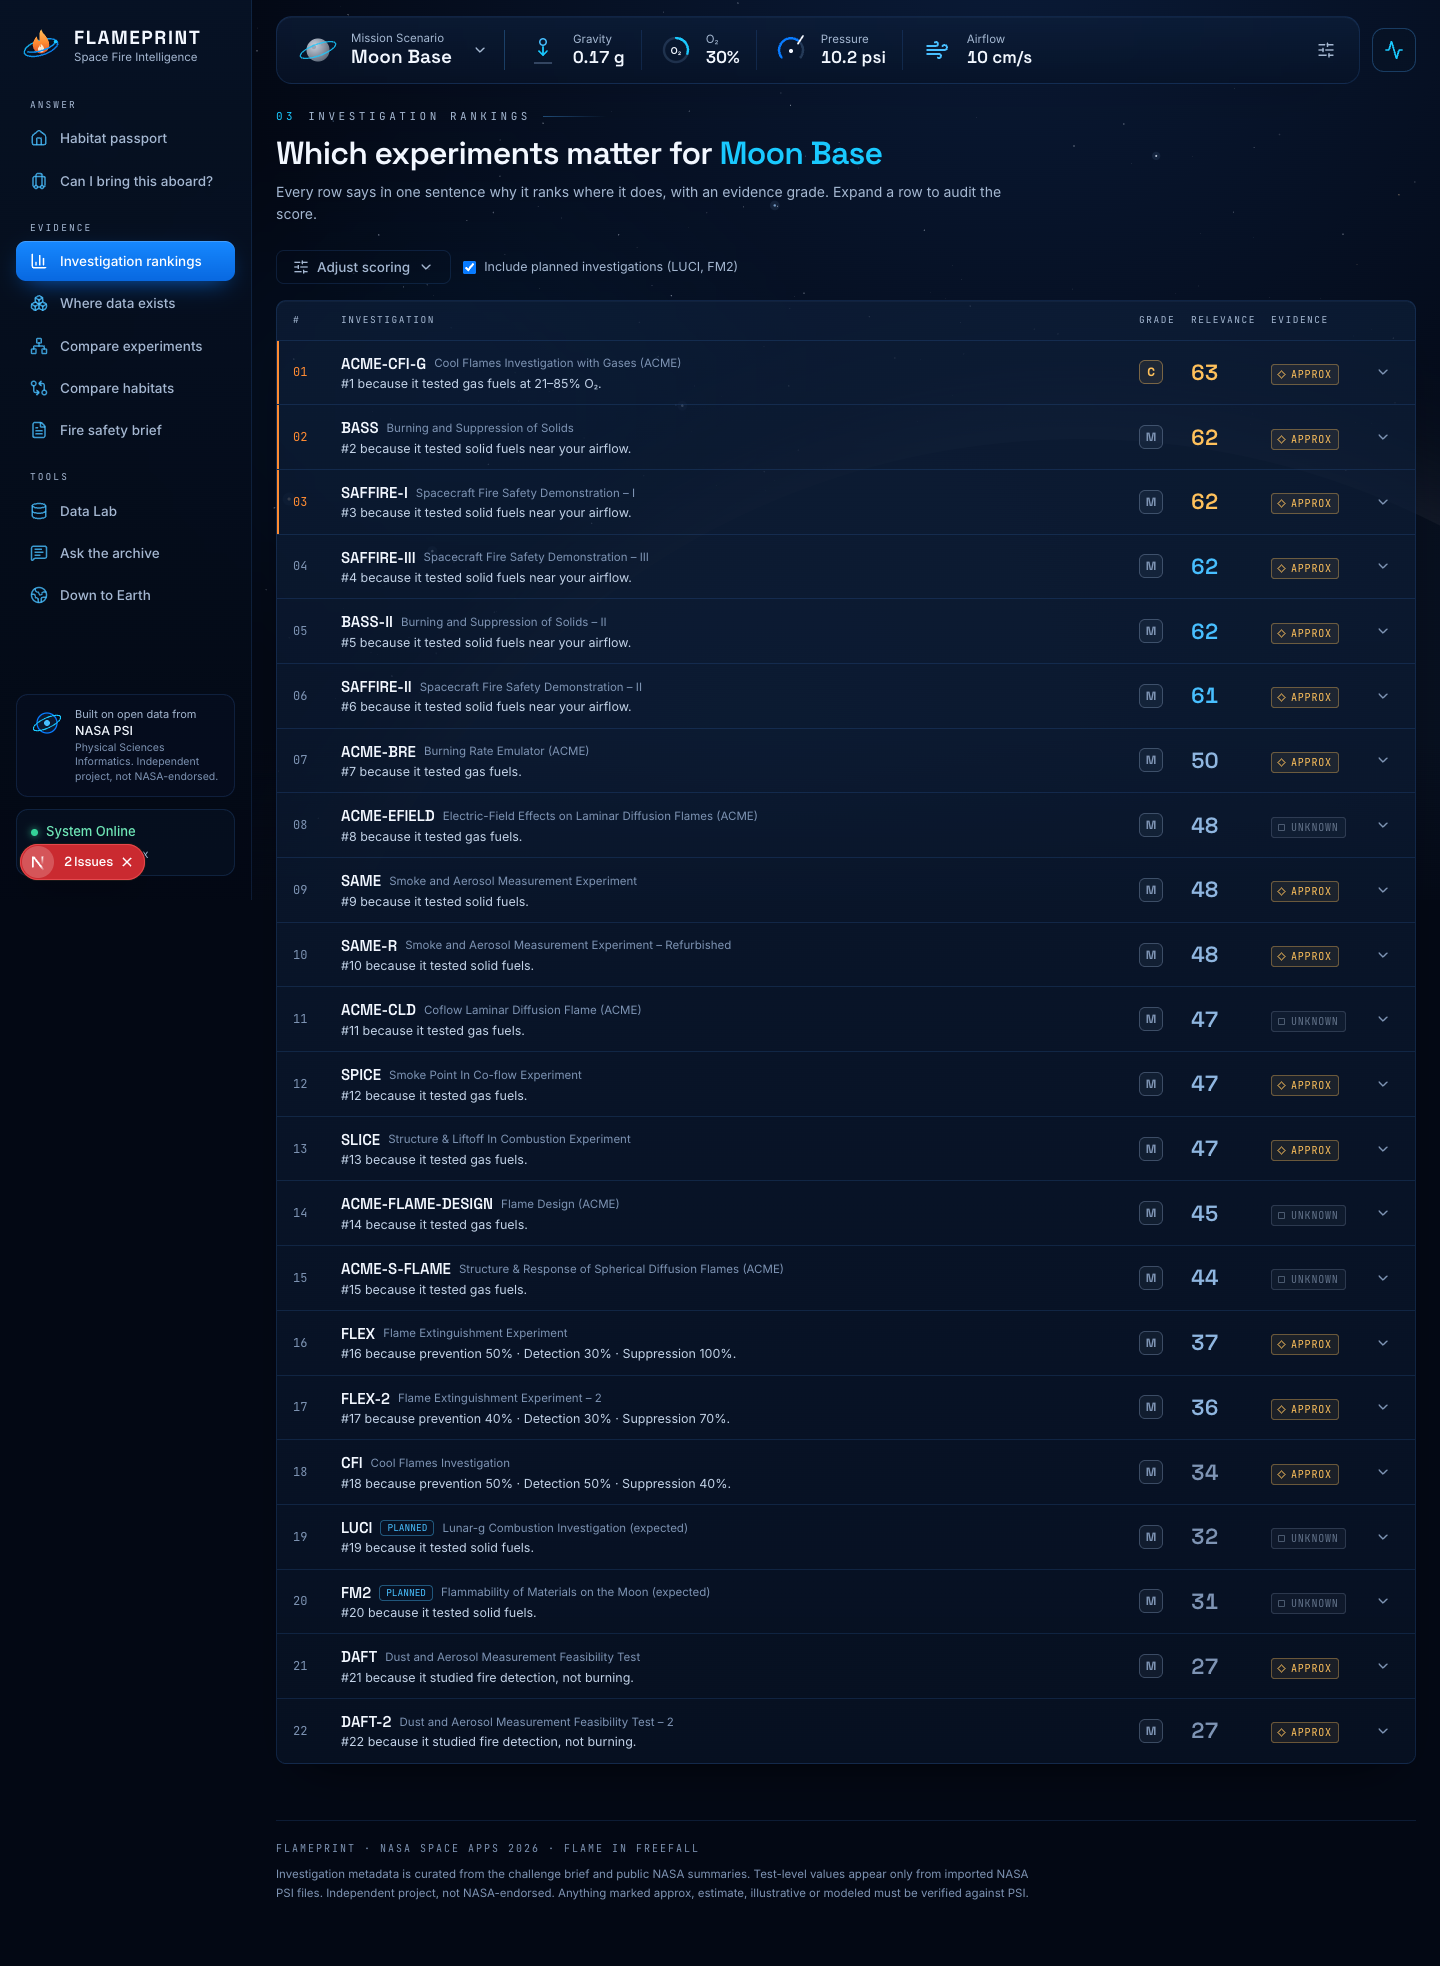 FLAMEPRINT
Space Fire Intelligence
ANSWER
Habitat passport
Can I bring this aboard?
EVIDENCE
Investigation rankings
Where data exists
Compare experiments
Compare habitats
Fire safety brief
TOOLS
Data Lab
Ask the archive
Down to Earth
Built on open data from
NASA PSI
Physical Sciences
Informatics. Independent
project, not NASA-endorsed.
System Online
x
N 2 Issues
Mission Scenario
Moon Base
Gravity
0.17 g
O₂
O₂
30%
Pressure
10.2 psi
Airflow
10 cm/s
03 INVESTIGATION RANKINGS
Which experiments matter for Moon Base
Every row says in one sentence why it ranks where it does, with an evidence grade. Expand a row to audit the
score.
Adjust scoring
Include planned investigations (LUCI, FM2)
# INVESTIGATION GRADE RELEVANCE EVIDENCE
01 ACME-CFI-G Cool Flames Investigation with Gases (ACME) C 63 APPROX
#1 because it tested gas fuels at 21–85% O₂.
02 BASS Burning and Suppression of Solids M 62 APPROX
#2 because it tested solid fuels near your airflow.
03 SAFFIRE-I Spacecraft Fire Safety Demonstration – I M 62 APPROX
#3 because it tested solid fuels near your airflow.
04 SAFFIRE-III Spacecraft Fire Safety Demonstration – III M 62 APPROX
#4 because it tested solid fuels near your airflow.
05 BASS-II Burning and Suppression of Solids – II M 62 APPROX
#5 because it tested solid fuels near your airflow.
06 SAFFIRE-II Spacecraft Fire Safety Demonstration – II M 61 APPROX
#6 because it tested solid fuels near your airflow.
07 ACME-BRE Burning Rate Emulator (ACME) M 50 APPROX
#7 because it tested gas fuels.
08 ACME-EFIELD Electric-Field Effects on Laminar Diffusion Flames (ACME) M 48 UNKNOWN
#8 because it tested gas fuels.
09 SAME Smoke and Aerosol Measurement Experiment M 48 APPROX
#9 because it tested solid fuels.
10 SAME-R Smoke and Aerosol Measurement Experiment – Refurbished M 48 APPROX
#10 because it tested solid fuels.
11 ACME-CLD Coflow Laminar Diffusion Flame (ACME) M 47 UNKNOWN
#11 because it tested gas fuels.
12 SPICE Smoke Point In Co-flow Experiment M 47 APPROX
#12 because it tested gas fuels.
13 SLICE Structure & Liftoff In Combustion Experiment M 47 APPROX
#13 because it tested gas fuels.
14 ACME-FLAME-DESIGN Flame Design (ACME) M 45 UNKNOWN
#14 because it tested gas fuels.
15 ACME-S-FLAME Structure & Response of Spherical Diffusion Flames (ACME) M 44 UNKNOWN
#15 because it tested gas fuels.
16 FLEX Flame Extinguishment Experiment M 37 APPROX
#16 because prevention 50% · Detection 30% · Suppression 100%.
17 FLEX-2 Flame Extinguishment Experiment – 2 M 36 APPROX
#17 because prevention 40% · Detection 30% · Suppression 70%.
18 CFI Cool Flames Investigation M 34 APPROX
#18 because prevention 50% · Detection 50% · Suppression 40%.
19 LUCI PLANNED Lunar-g Combustion Investigation (expected) M 32 UNKNOWN
#19 because it tested solid fuels.
20 FM2 PLANNED Flammability of Materials on the Moon (expected) M 31 UNKNOWN
#20 because it tested solid fuels.
21 DAFT Dust and Aerosol Measurement Feasibility Test M 27 APPROX
#21 because it studied fire detection, not burning.
22 DAFT-2 Dust and Aerosol Measurement Feasibility Test – 2 M 27 APPROX
#22 because it studied fire detection, not burning.
FLAMEPRINT · NASA SPACE APPS 2026 · FLAME IN FREEFALL
Investigation metadata is curated from the challenge brief and public NASA summaries. Test-level values appear only from imported NASA
PSI files. Independent project, not NASA-endorsed. Anything marked approx, estimate, illustrative or modeled must be verified against PSI.